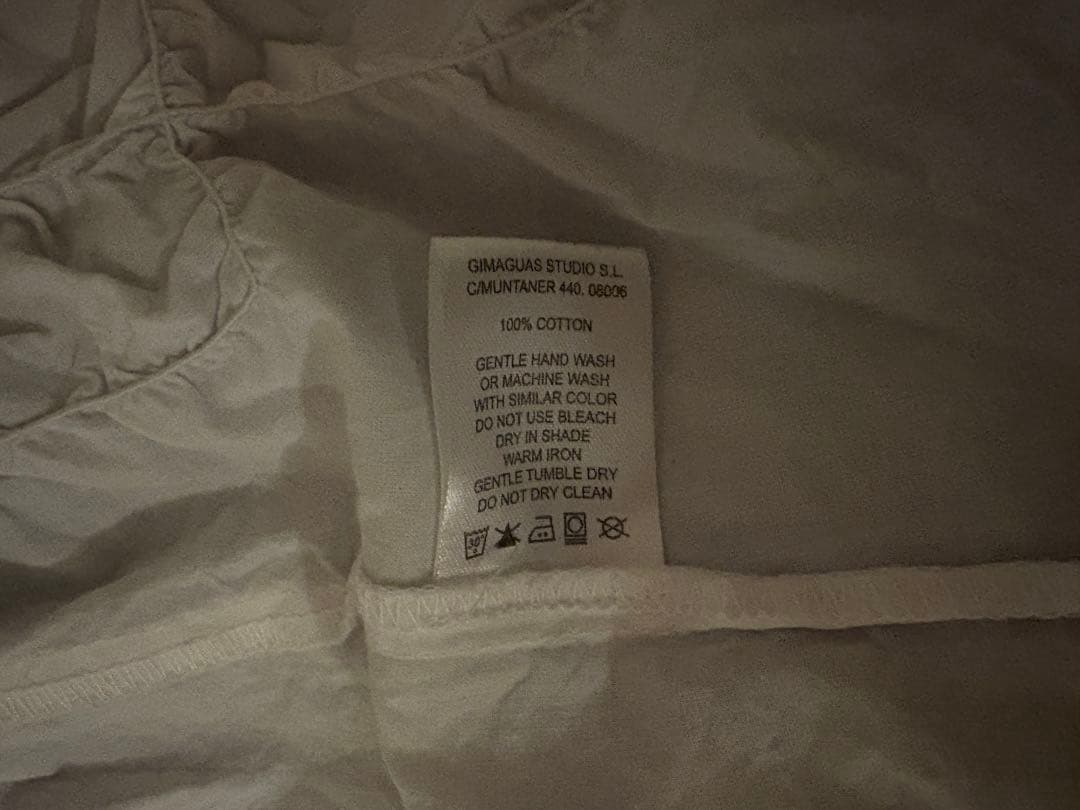 GIMAGUAS STUDIO S.L.
C/MUNTANER 440. 08006
100% COTTON
GENTLE HAND WASH
OR MACHINE WASH
WITH SIMILAR COLOR
DO NOT USE BLEACH
DRY IN SHADE
WARM IRON
GENTLE TUMBLE DRY
DO NOT DRY CLEAN
30°